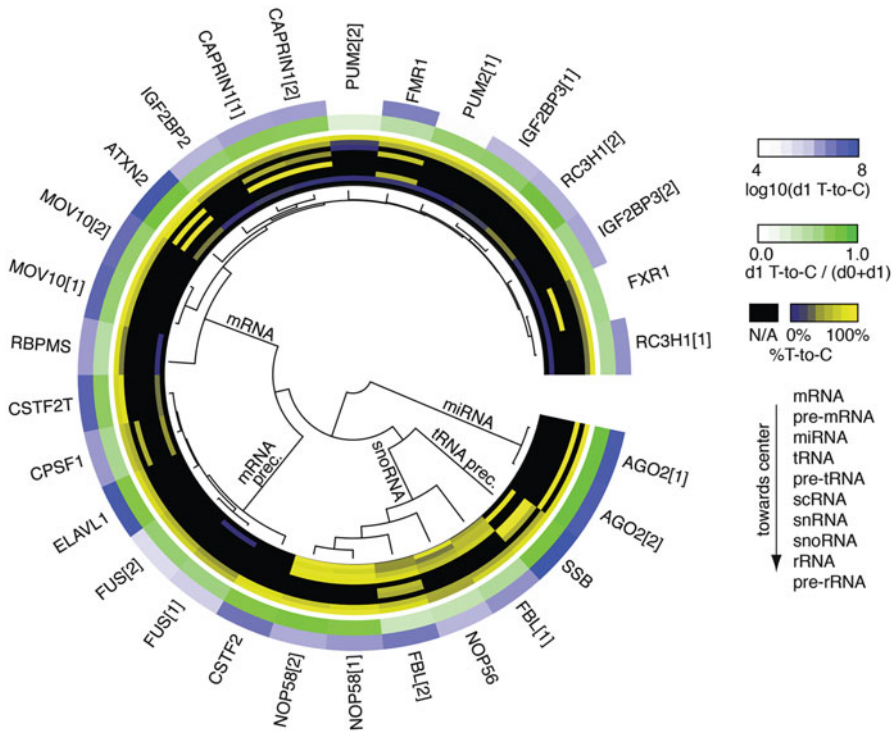 CAPRIN1[2]
PUM2[2]
FMR1
PUM2[1]
IGF2BP3[1]
RC3H1[2]
IGF2BP3[2]
FXR1
RC3H1[1]
CAPRIN1[1]
IGF2BP2
ATXN2
MOV10[2]
MOV10[1]
RBPMS
CSTF2T
CPSF1
ELAVL1
FUS[2]
FUS[1]
CSTF2
NOP58[2]
NOP58[1]
FBL[2]
NOP56
FBL[1]
SSB
AGO2[2]
AGO2[1]
mRNA
mRNA
prec.
snoRNA
tRNA prec.
miRNA
4 8
log10(d1 T-to-C)
0.0 1.0
d1 T-to-C / (d0+d1)
N/A 0% 100%
%T-to-C
towards center
mRNA
pre-mRNA
miRNA
tRNA
pre-tRNA
scRNA
snRNA
snoRNA
rRNA
pre-rRNA